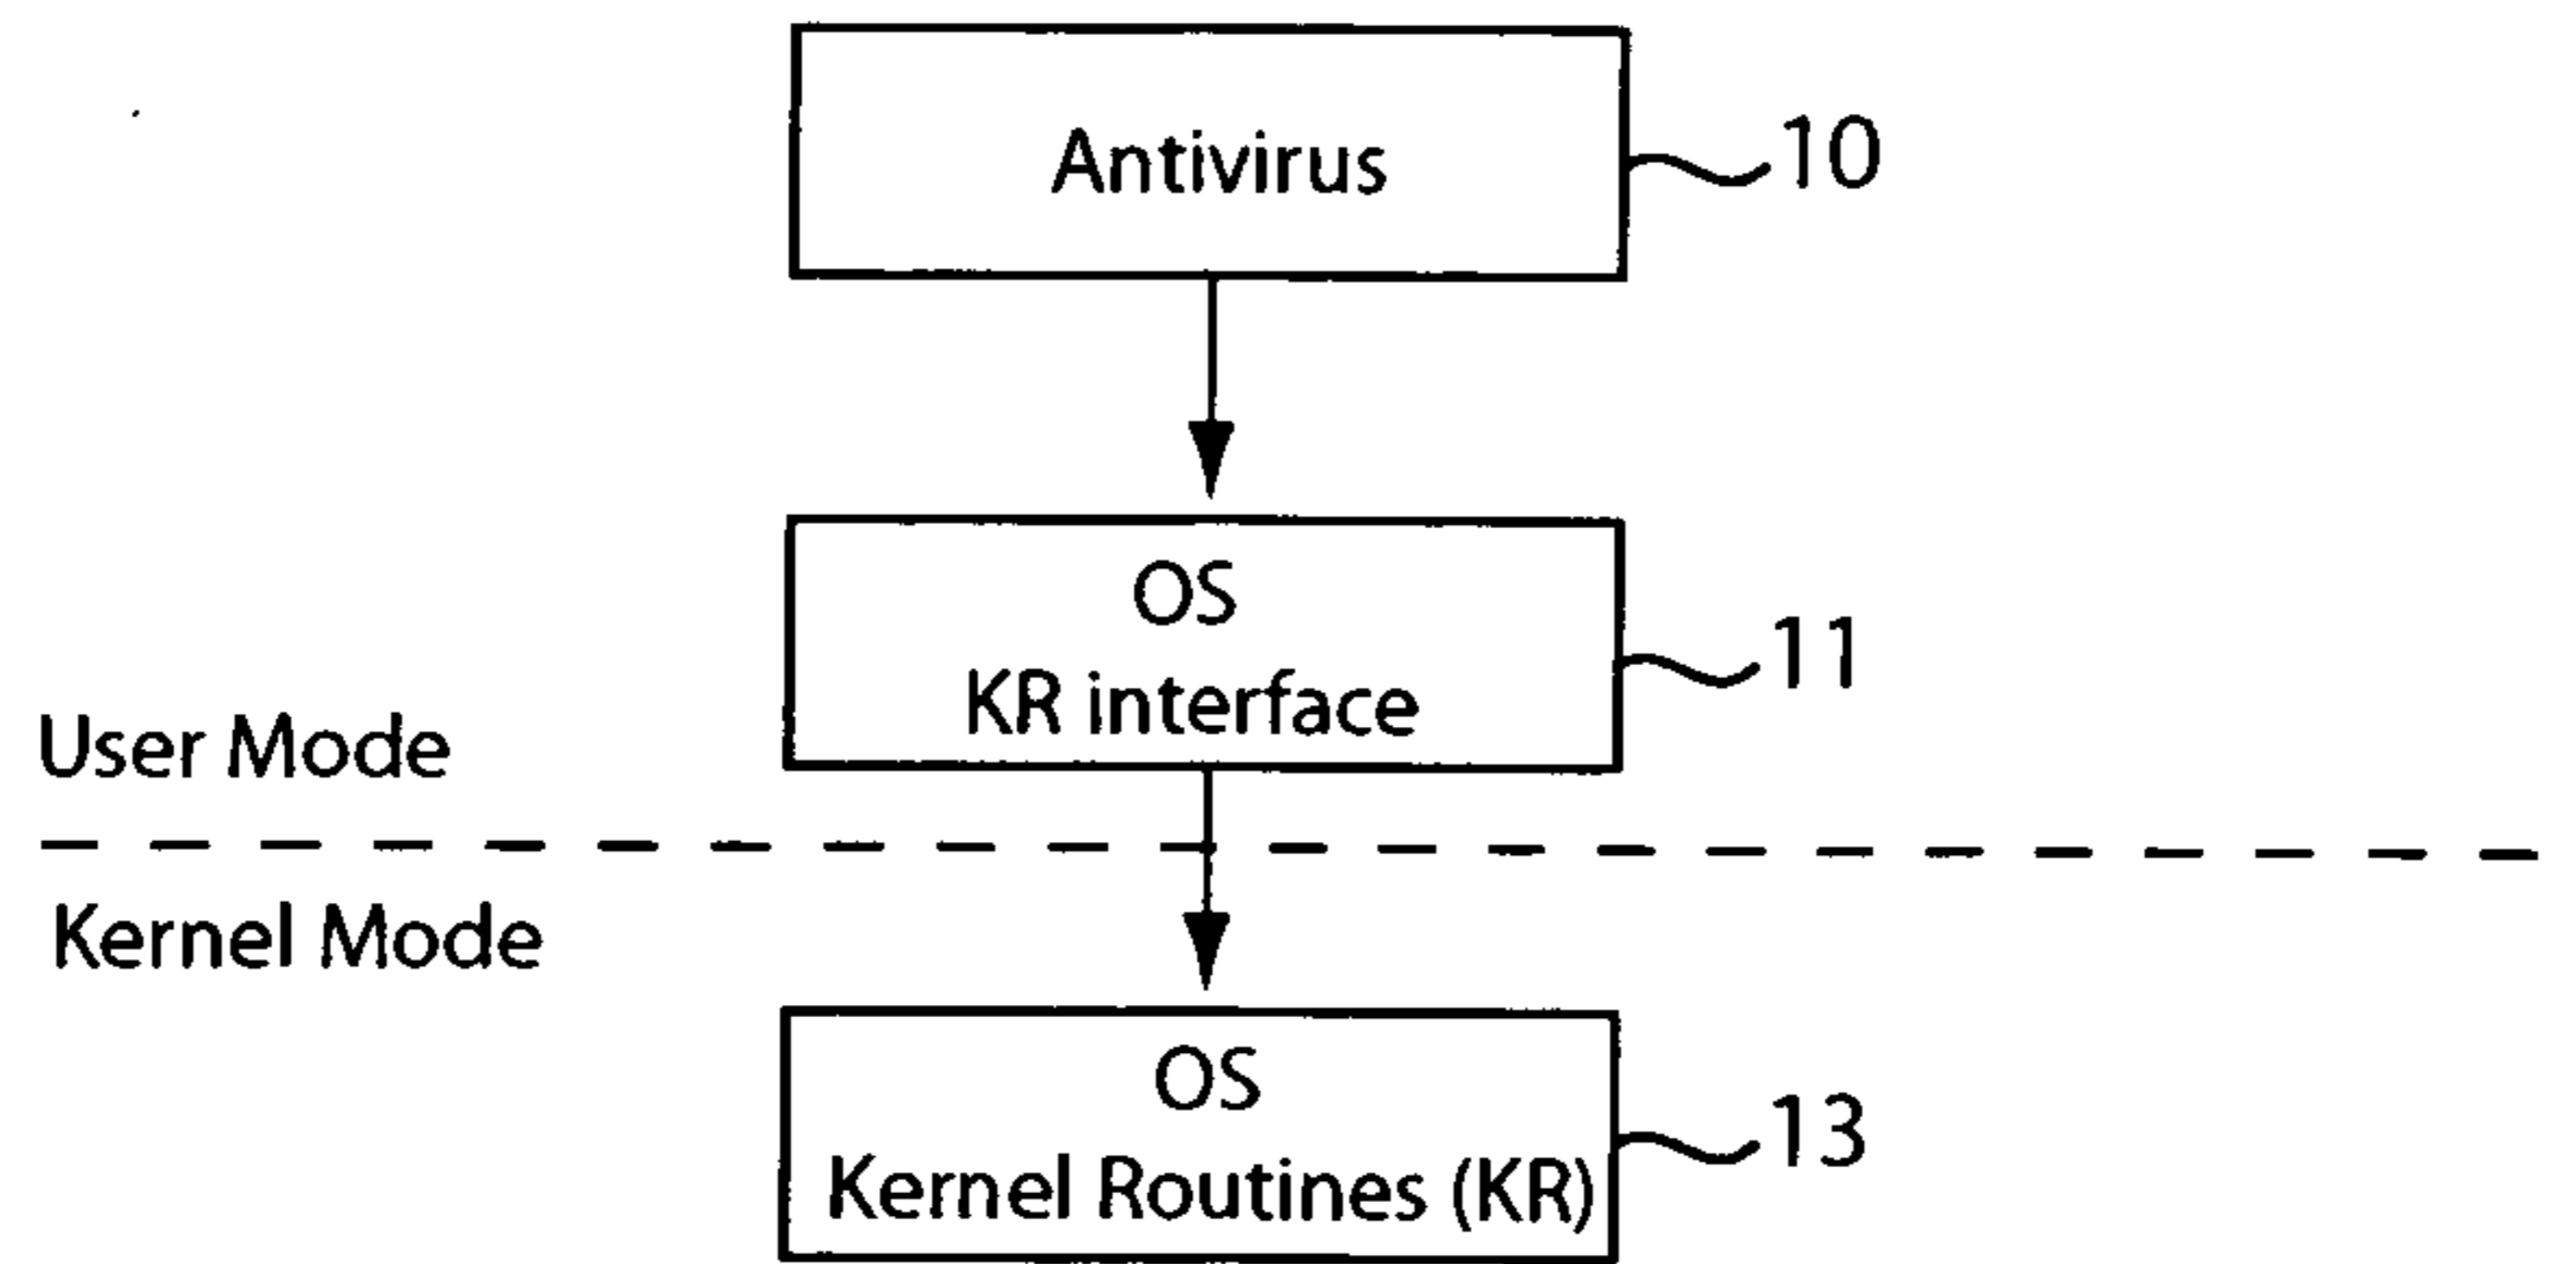 Antivirus
10
OS
KR interface
11
User Mode
Kernel Mode
OS
Kernel Routines (KR)
13